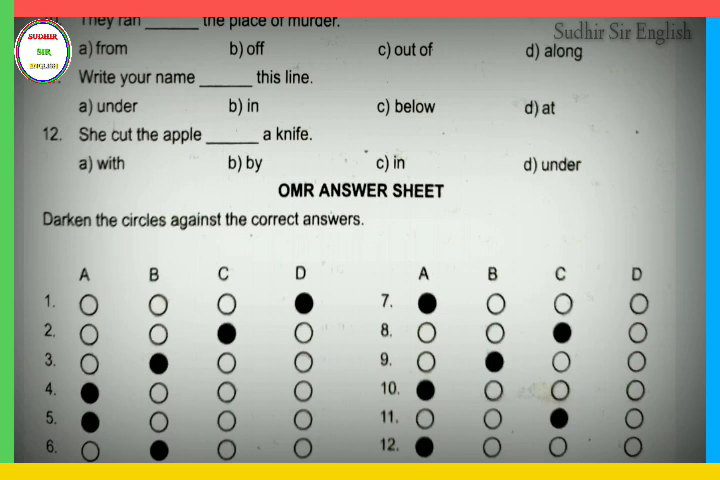 They ran ______ the place of murder.
Sudhir Sir English
SUDHIR
SIR
ENGLISH
a) from b) off c) out of d) along
Write your name ______ this line.
a) under b) in c) below d) at
12. She cut the apple ______ a knife.
a) with b) by c) in d) under
OMR ANSWER SHEET
Darken the circles against the correct answers.
A B C D A B C D
1. 7.
2. 8.
3. 9.
4. 10.
5. 11.
6. 12.